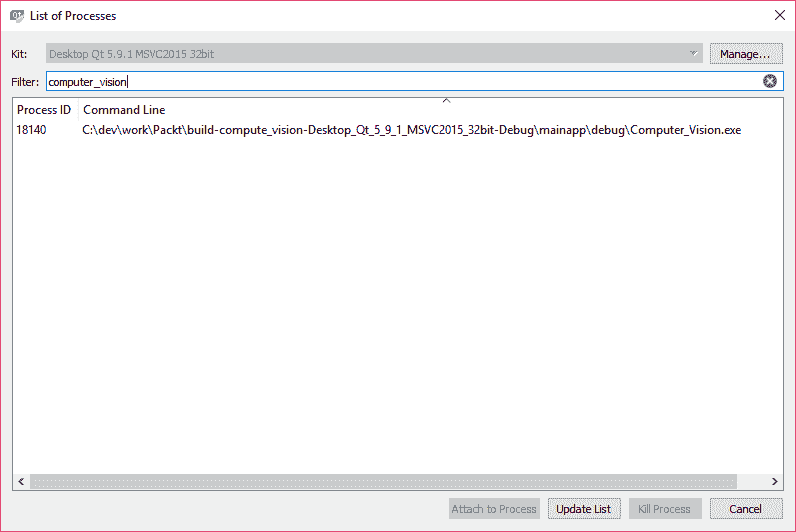 List of Processes
Kit: Desktop Qt 5.9.1 MSVC2015 32bit Manage...
Filter: computer_vision
Process ID Command Line
18140 C:\dev\work\Packt\build-compute_vision-Desktop_Qt_5_9_1_MSVC2015_32bit-Debug\mainapp\debug\Computer_Vision.exe
Attach to Process Update List Kill Process Cancel